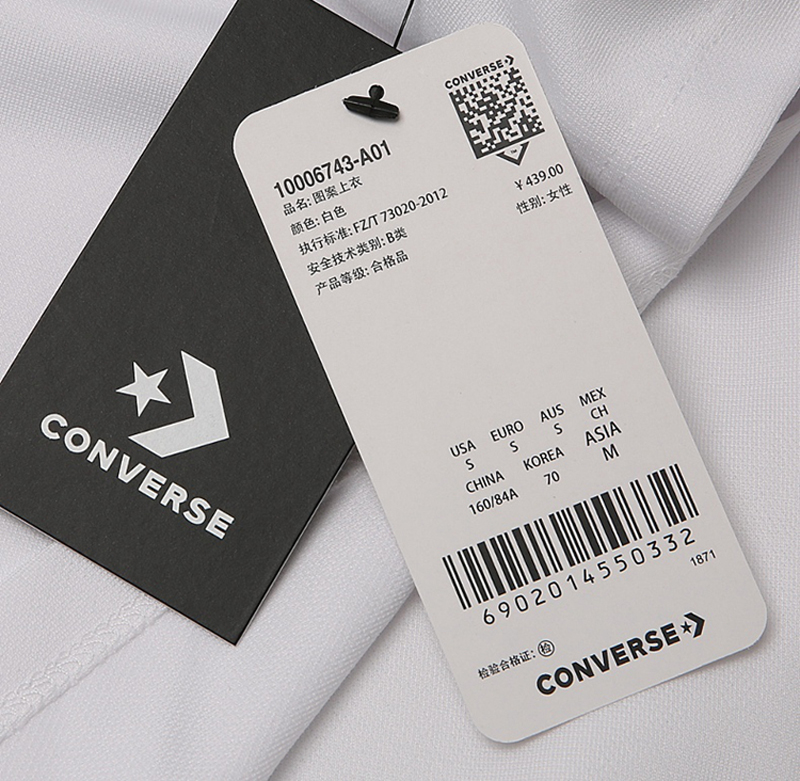 CONVERSE
CONVERSE
10006743-A01
品名: 图案上衣
¥ 439.00
颜色: 白色
性别: 女性
执行标准: FZ/T 73020-2012
安全技术类别: B类
产品等级: 合格品
USA EURO AUS MEX
S S S CH
CHINA KOREA ASIA
160/84A 70 M
6902014550332
1871
检验合格证: 检
CONVERSE